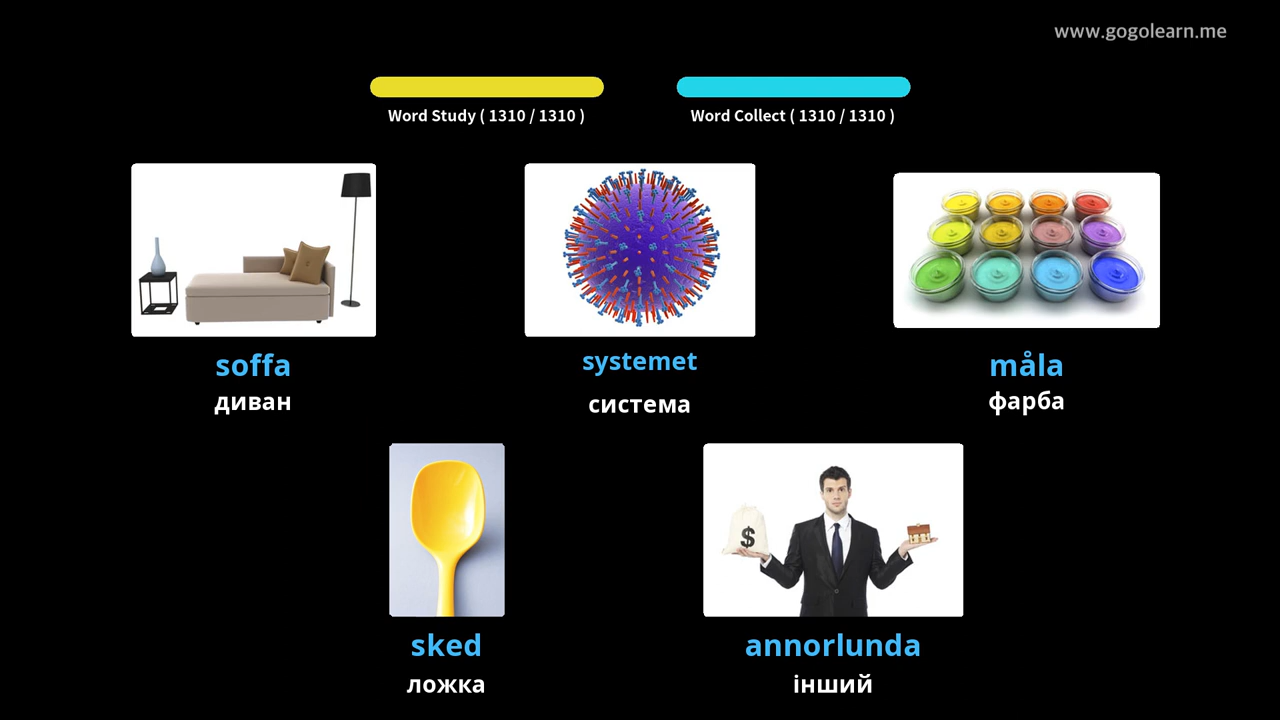 www.gogolearn.me
Word Study ( 1310 / 1310 )
Word Collect ( 1310 / 1310 )
soffa
диван
systemet
система
måla
фарба
$
sked
ложка
annorlunda
інший